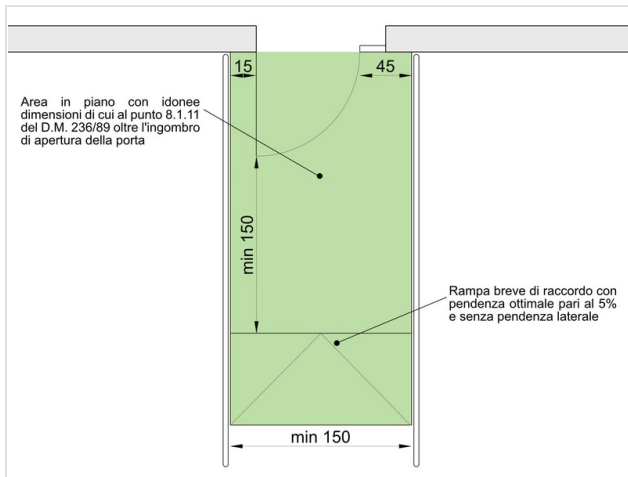 15
45
Area in piano con idonee
dimensioni di cui al punto 8.1.11
del D.M. 236/89 oltre l'ingombro
di apertura della porta
min 150
Rampa breve di raccordo con
pendenza ottimale pari al 5%
e senza pendenza laterale
min 150